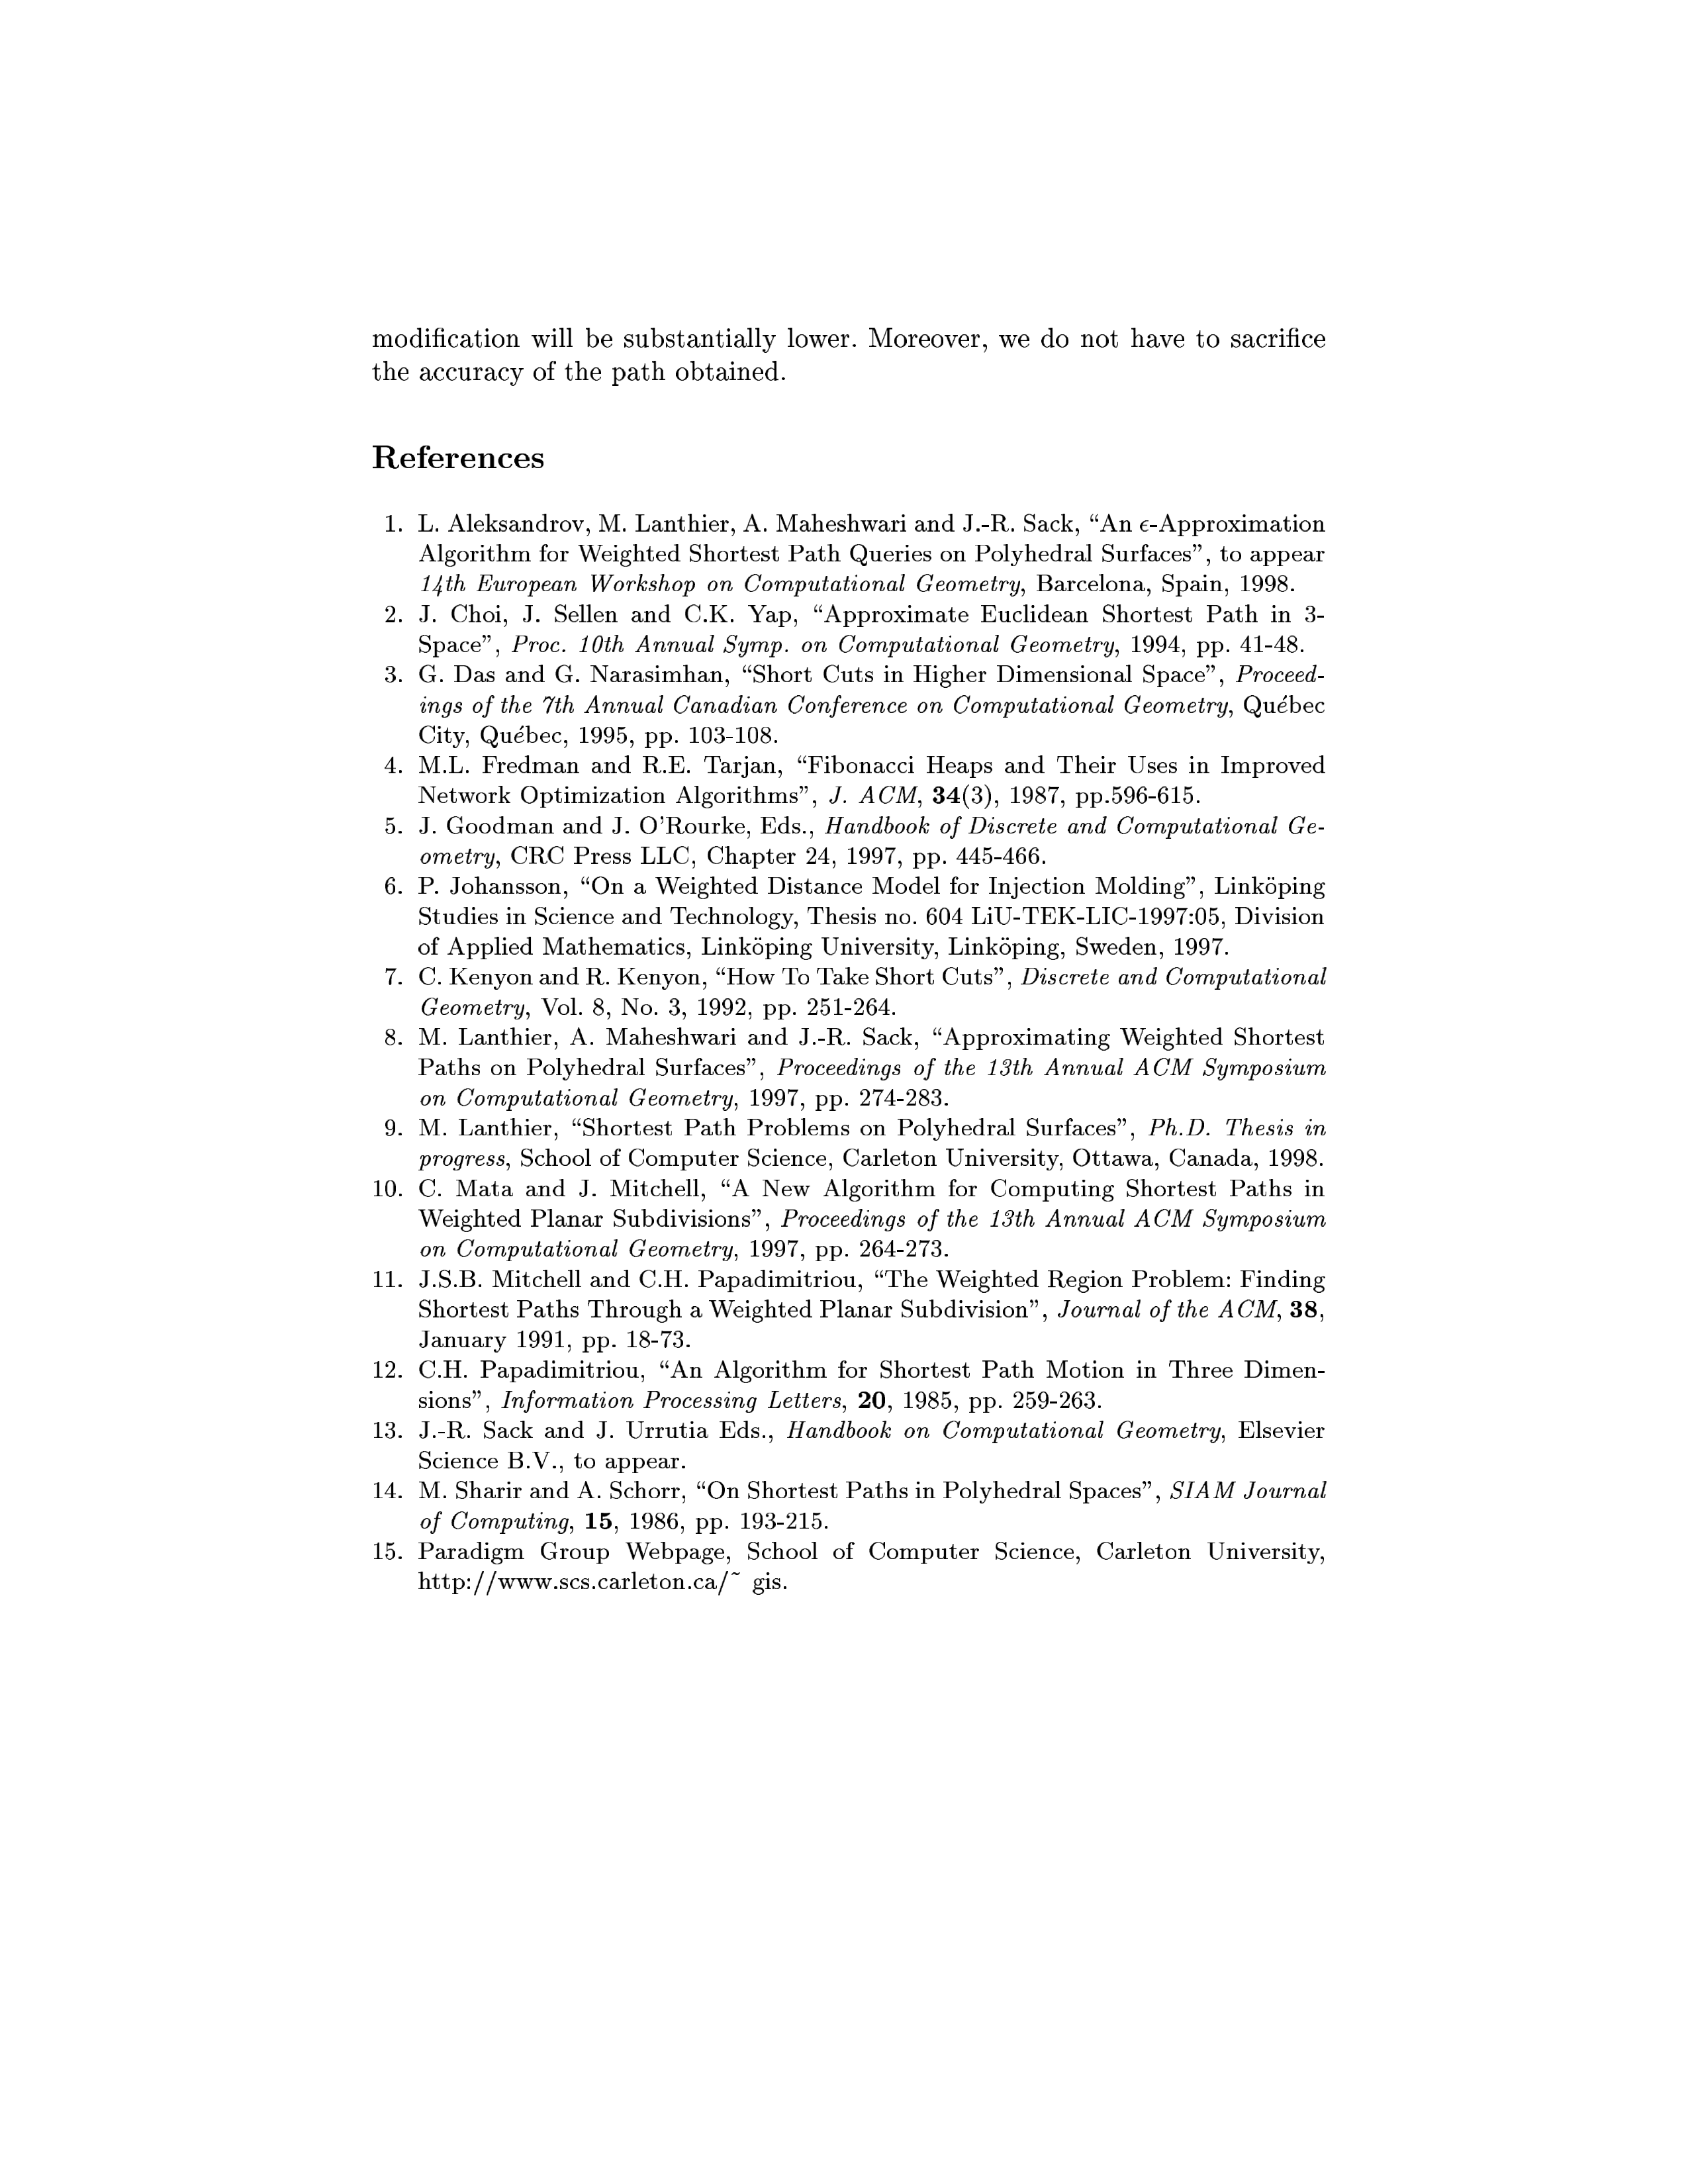 modification will be substantially lower. Moreover, we do not have to sacrifice
the accuracy of the path obtained.
References
1. L. Aleksandrov, M. Lanthier, A. Maheshwari and J.-R. Sack, “An ϵ-Approximation
Algorithm for Weighted Shortest Path Queries on Polyhedral Surfaces”, to appear
14th European Workshop on Computational Geometry, Barcelona, Spain, 1998.
2. J. Choi, J. Sellen and C.K. Yap, “Approximate Euclidean Shortest Path in 3-
Space”, Proc. 10th Annual Symp. on Computational Geometry, 1994, pp. 41-48.
3. G. Das and G. Narasimhan, “Short Cuts in Higher Dimensional Space”, Proceed-
ings of the 7th Annual Canadian Conference on Computational Geometry, Québec
City, Québec, 1995, pp. 103-108.
4. M.L. Fredman and R.E. Tarjan, “Fibonacci Heaps and Their Uses in Improved
Network Optimization Algorithms”, J. ACM, 34(3), 1987, pp.596-615.
5. J. Goodman and J. O’Rourke, Eds., Handbook of Discrete and Computational Ge-
ometry, CRC Press LLC, Chapter 24, 1997, pp. 445-466.
6. P. Johansson, “On a Weighted Distance Model for Injection Molding”, Linköping
Studies in Science and Technology, Thesis no. 604 LiU-TEK-LIC-1997:05, Division
of Applied Mathematics, Linköping University, Linköping, Sweden, 1997.
7. C. Kenyon and R. Kenyon, “How To Take Short Cuts”, Discrete and Computational
Geometry, Vol. 8, No. 3, 1992, pp. 251-264.
8. M. Lanthier, A. Maheshwari and J.-R. Sack, “Approximating Weighted Shortest
Paths on Polyhedral Surfaces”, Proceedings of the 13th Annual ACM Symposium
on Computational Geometry, 1997, pp. 274-283.
9. M. Lanthier, “Shortest Path Problems on Polyhedral Surfaces”, Ph.D. Thesis in
progress, School of Computer Science, Carleton University, Ottawa, Canada, 1998.
10. C. Mata and J. Mitchell, “A New Algorithm for Computing Shortest Paths in
Weighted Planar Subdivisions”, Proceedings of the 13th Annual ACM Symposium
on Computational Geometry, 1997, pp. 264-273.
11. J.S.B. Mitchell and C.H. Papadimitriou, “The Weighted Region Problem: Finding
Shortest Paths Through a Weighted Planar Subdivision”, Journal of the ACM, 38,
January 1991, pp. 18-73.
12. C.H. Papadimitriou, “An Algorithm for Shortest Path Motion in Three Dimen-
sions”, Information Processing Letters, 20, 1985, pp. 259-263.
13. J.-R. Sack and J. Urrutia Eds., Handbook on Computational Geometry, Elsevier
Science B.V., to appear.
14. M. Sharir and A. Schorr, “On Shortest Paths in Polyhedral Spaces”, SIAM Journal
of Computing, 15, 1986, pp. 193-215.
15. Paradigm Group Webpage, School of Computer Science, Carleton University,
http://www.scs.carleton.ca/~ gis.